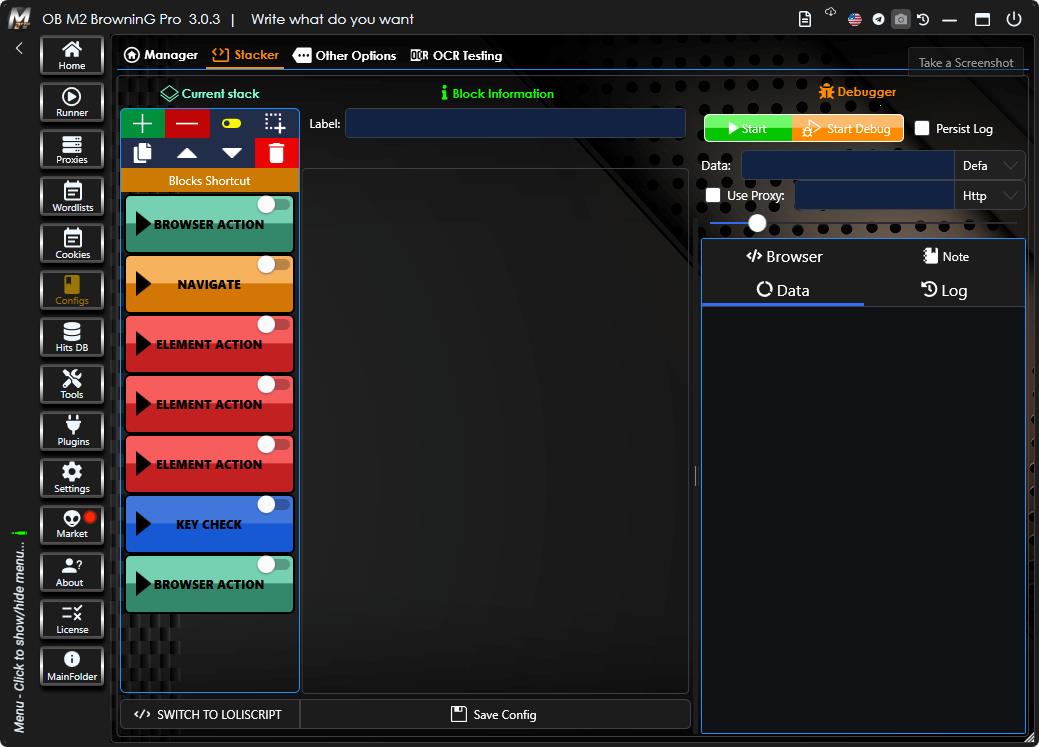 OB M2 BrowninG Pro 3.0.3 | Write what do you want
Take a Screenshot
Home
Runner
Proxies
Wordlists
Cookies
Configs
Hits DB
Tools
Plugins
Settings
Market
About
License
MainFolder
Menu - Click to show/hide menu...
Manager
Stacker
Other Options
OCR OCR Testing
Current stack
Block Information
Debugger
Label:
Blocks Shortcut
BROWSER ACTION
NAVIGATE
ELEMENT ACTION
ELEMENT ACTION
ELEMENT ACTION
KEY CHECK
BROWSER ACTION
SWITCH TO LOLISCRIPT
Save Config
Start
Start Debug
Persist Log
Data:
Defa
Use Proxy:
Http
Browser
Note
Data
Log